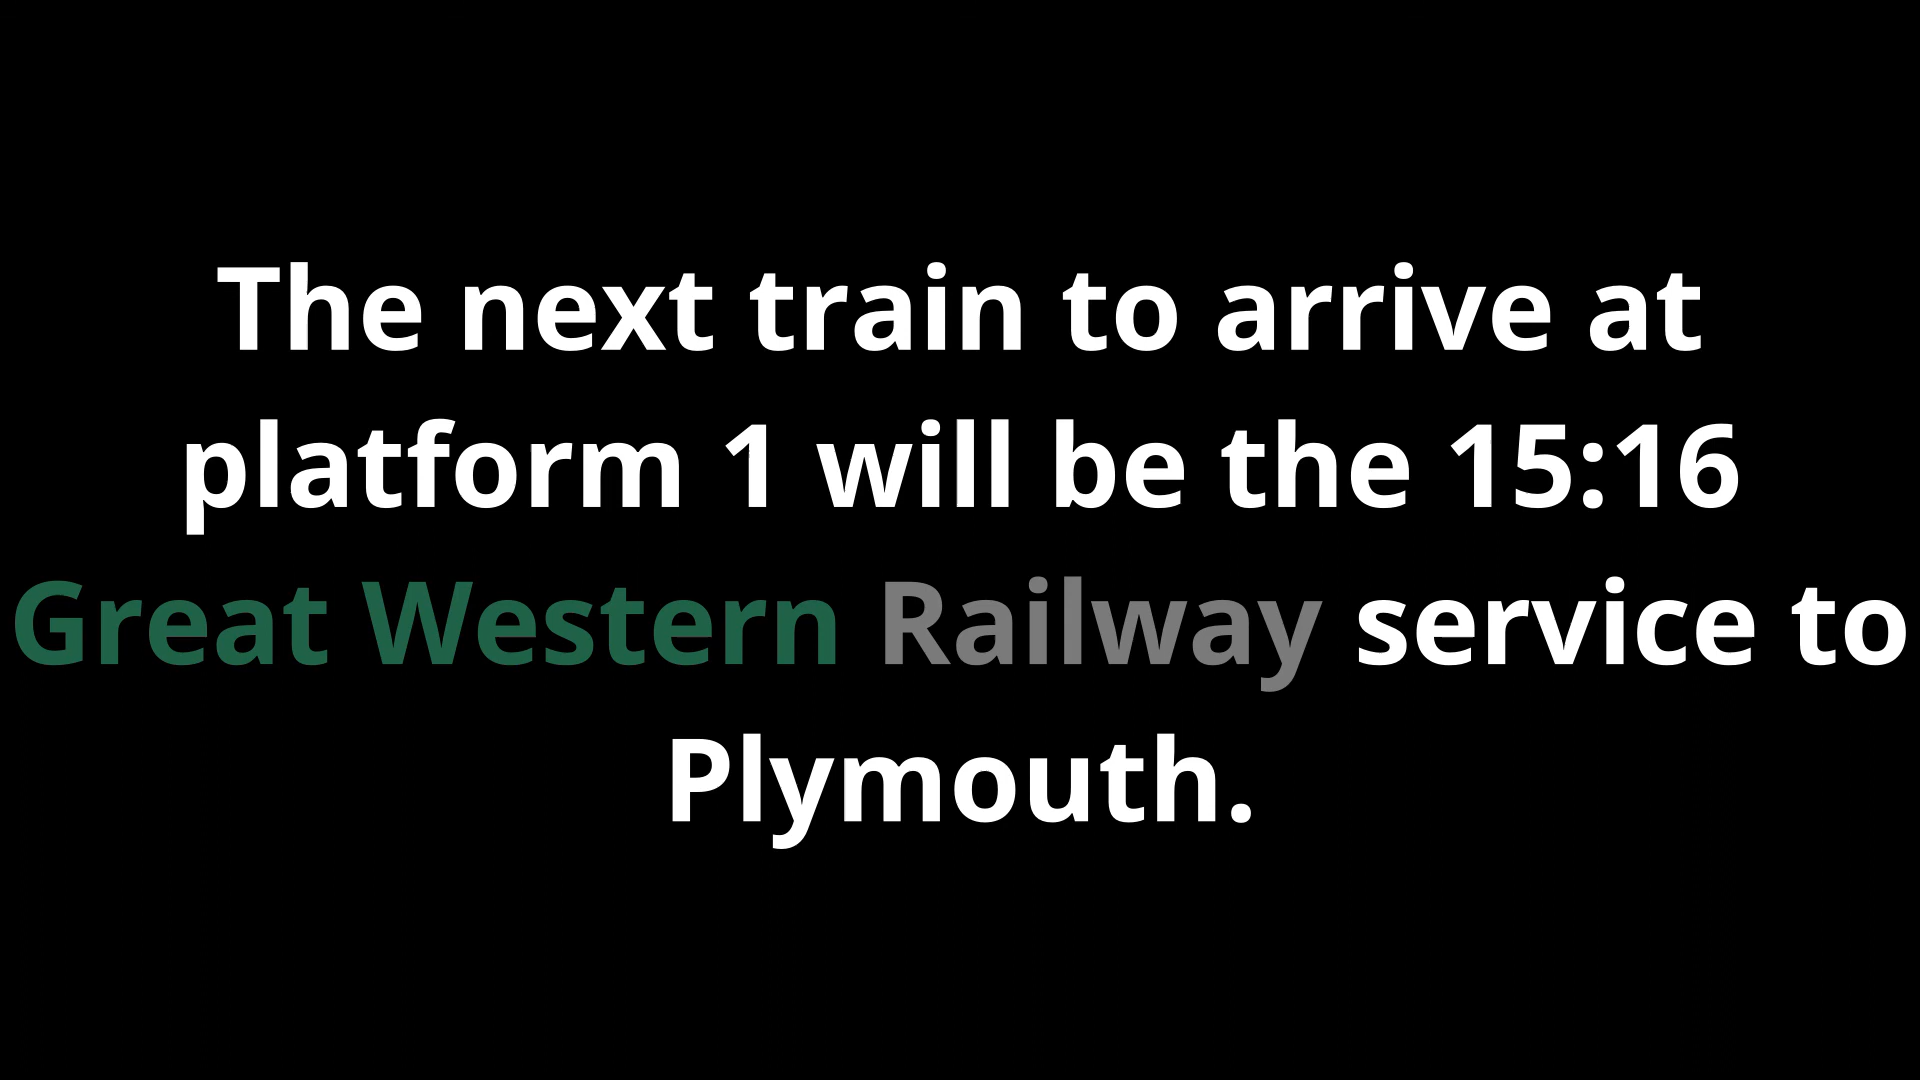 The next train to arrive at
platform 1 will be the 15:16
Great Western Railway service to
Plymouth.